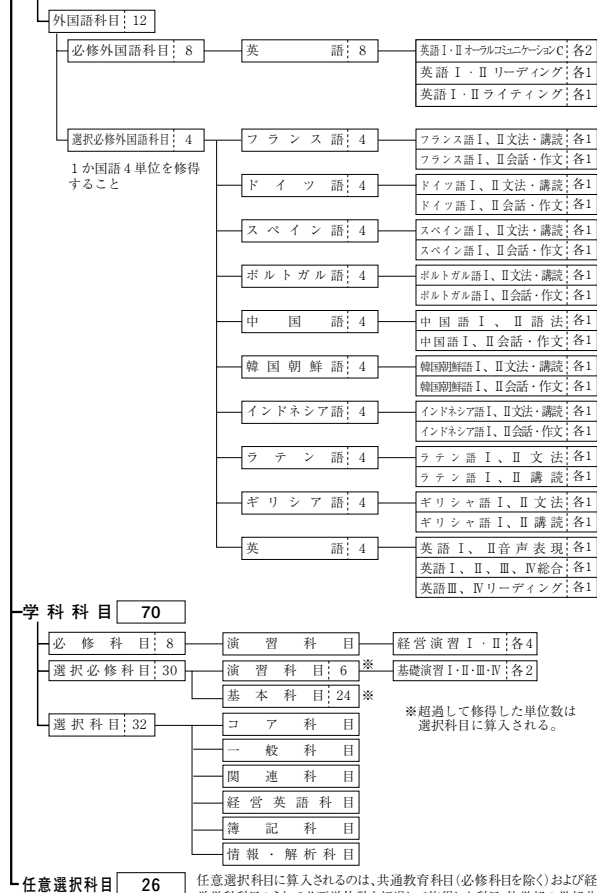 外国語科目 12
必修外国語科目 8 英語 8 英語Ⅰ・ⅡオーラルコミュニケーションC 各2
英語Ⅰ・Ⅱリーディング 各1
英語Ⅰ・Ⅱライティング 各1
選択必修外国語科目 4 フランス語 4 フランス語Ⅰ、Ⅱ文法・講読 各1
フランス語Ⅰ、Ⅱ会話・作文 各1
1か国語4単位を修得
すること
ドイツ語 4 ドイツ語Ⅰ、Ⅱ文法・講読 各1
ドイツ語Ⅰ、Ⅱ会話・作文 各1
スペイン語 4 スペイン語Ⅰ、Ⅱ文法・講読 各1
スペイン語Ⅰ、Ⅱ会話・作文 各1
ポルトガル語 4 ポルトガル語Ⅰ、Ⅱ文法・講読 各1
ポルトガル語Ⅰ、Ⅱ会話・作文 各1
中国語 4 中国語Ⅰ、Ⅱ語法 各1
中国語Ⅰ、Ⅱ会話・作文 各1
韓国朝鮮語 4 韓国朝鮮語Ⅰ、Ⅱ文法・講読 各1
韓国朝鮮語Ⅰ、Ⅱ会話・作文 各1
インドネシア語 4 インドネシア語Ⅰ、Ⅱ文法・講読 各1
インドネシア語Ⅰ、Ⅱ会話・作文 各1
ラテン語 4 ラテン語Ⅰ、Ⅱ文法 各1
ラテン語Ⅰ、Ⅱ講読 各1
ギリシア語 4 ギリシャ語Ⅰ、Ⅱ文法 各1
ギリシャ語Ⅰ、Ⅱ講読 各1
英語 4 英語Ⅰ、Ⅱ音声表現 各1
英語Ⅰ、Ⅱ、Ⅲ、Ⅳ総合 各1
英語Ⅲ、Ⅳリーディング 各1
学科科目 70
必修科目 8 演習科目 経営演習Ⅰ・Ⅱ 各4
選択必修科目 30 演習科目 6 ※ 基礎演習Ⅰ・Ⅱ・Ⅲ・Ⅳ 各2
基本科目 24 ※
※超過して修得した単位数は
選択科目に算入される。
選択科目 32 コア科目
一般科目
関連科目
経営英語科目
簿記科目
情報・解析科目
任意選択科目 26 任意選択科目に算入されるのは、共通教育科目(必修科目を除く)および経